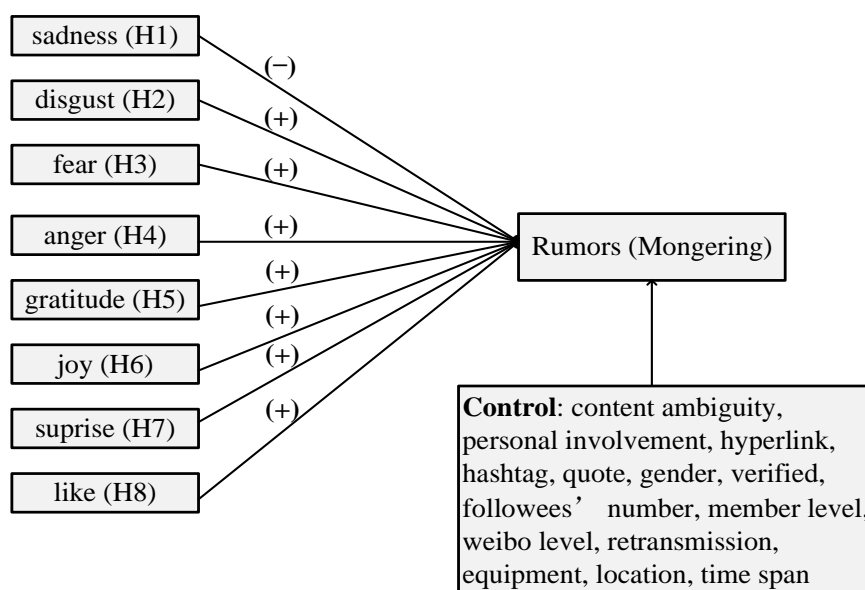 sadness (H1)
(−)
disgust (H2)
(+)
fear (H3)
(+)
anger (H4)
(+)
Rumors (Mongering)
gratitude (H5)
(+)
joy (H6)
(+)
(+)
suprise (H7)
(+)
like (H8)
Control: content ambiguity,
personal involvement, hyperlink,
hashtag, quote, gender, verified,
followees’ number, member level,
weibo level, retransmission,
equipment, location, time span